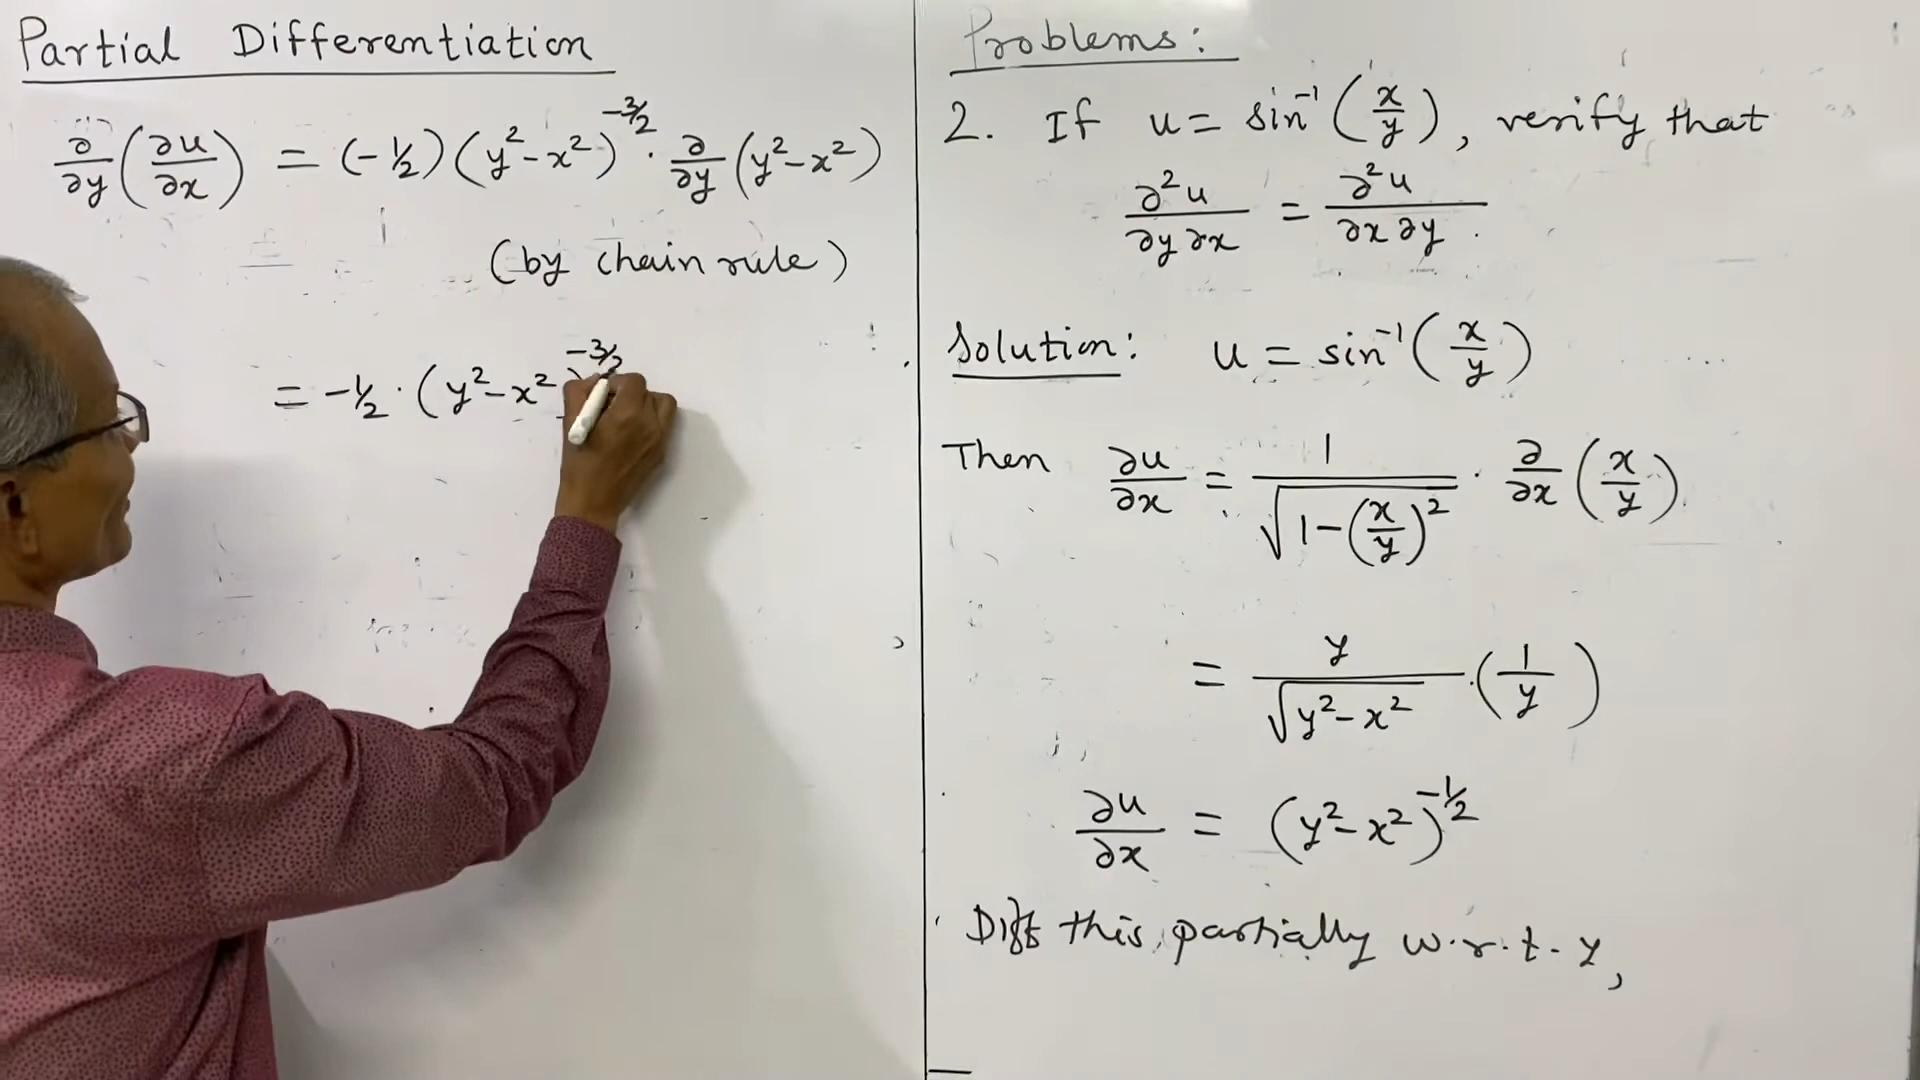 Partial Differentiation
∂/∂y (∂u/∂x) = (-½)(y² - x²)^(-3/2) · ∂/∂y (y² - x²)
(by chain rule)
= -½ · (y² - x²)^(-3/2)
Problems:
2. If u = sin⁻¹(x/y), verify that
∂²u/∂y∂x = ∂²u/∂x∂y .
Solution: u = sin⁻¹(x/y)
Then ∂u/∂x = 1/√(1-(x/y)²) · ∂/∂x (x/y)
= y/√(y² - x²) · (1/y)
∂u/∂x = (y² - x²)^(-1/2)
Diff this partially w.r.t. y,